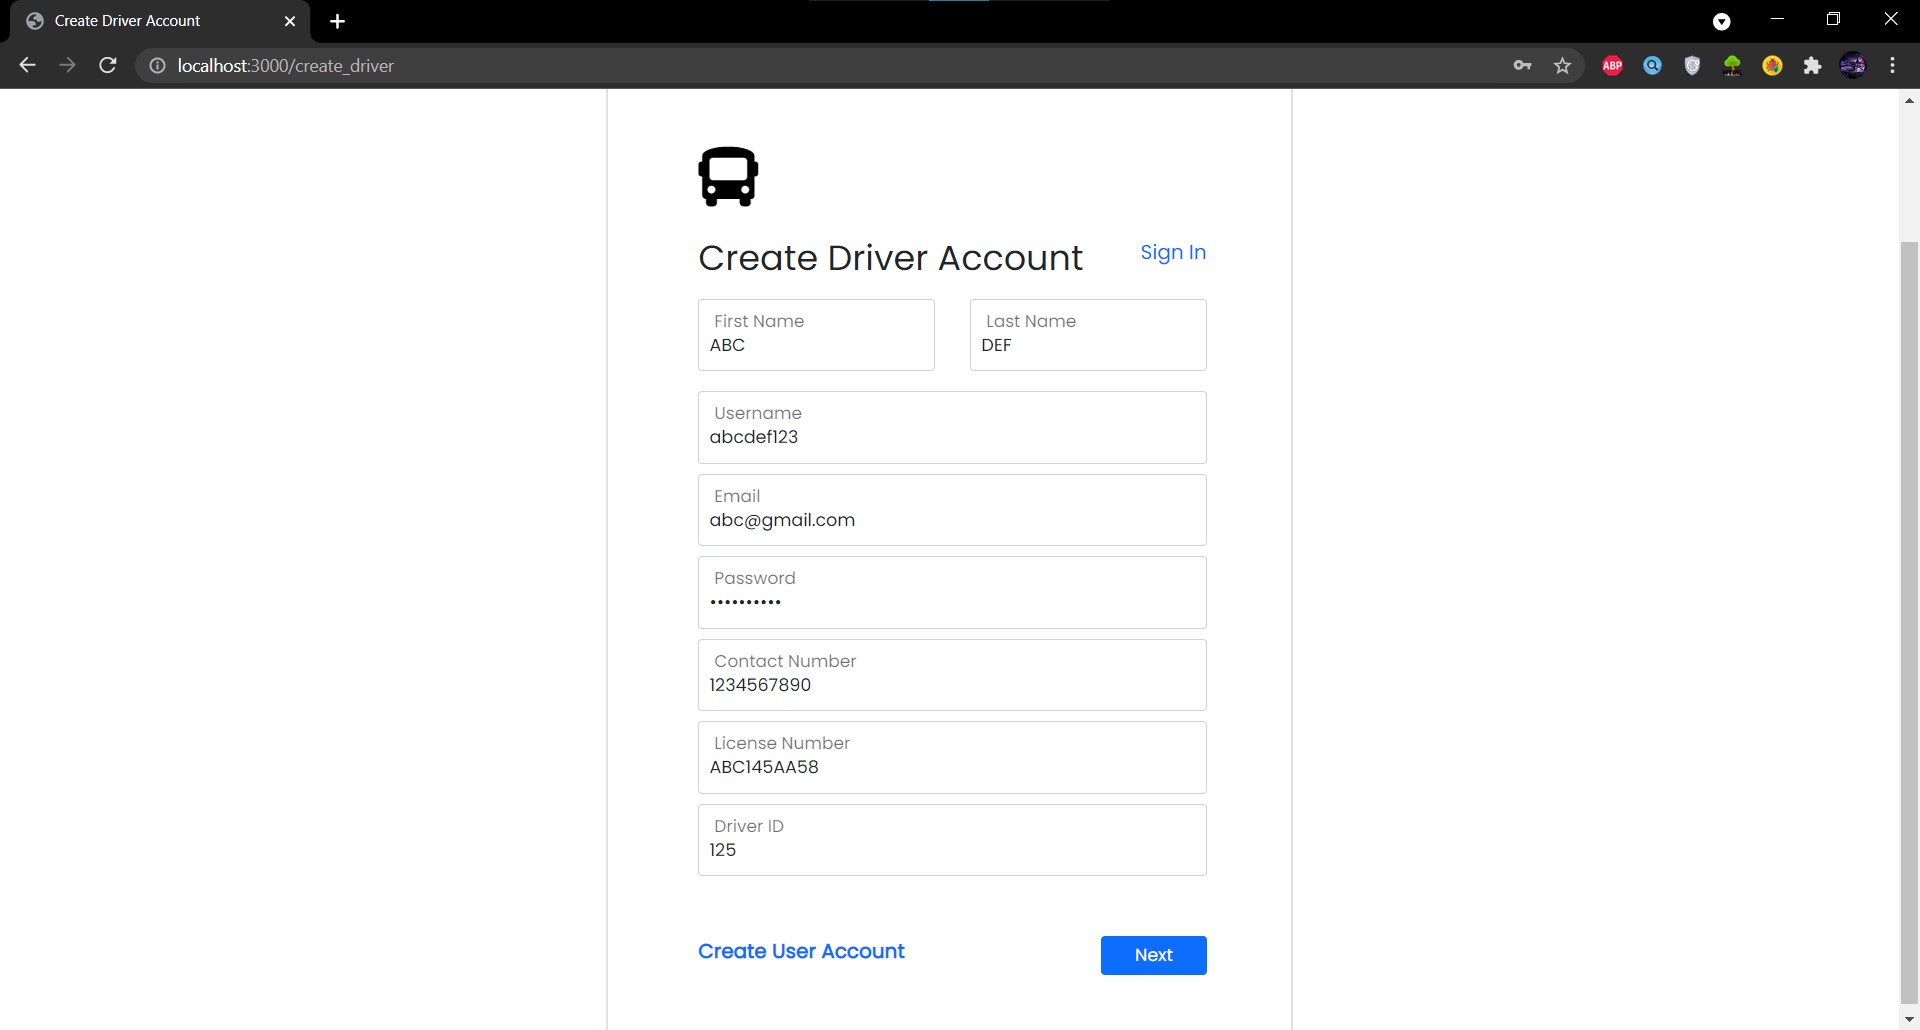 Create Driver Account
localhost:3000/create_driver
ABP
Create Driver Account
Sign In
First Name
ABC
Last Name
DEF
Username
abcdef123
Email
abc@gmail.com
Password
••••••••••
Contact Number
1234567890
License Number
ABC145AA58
Driver ID
125
Create User Account
Next